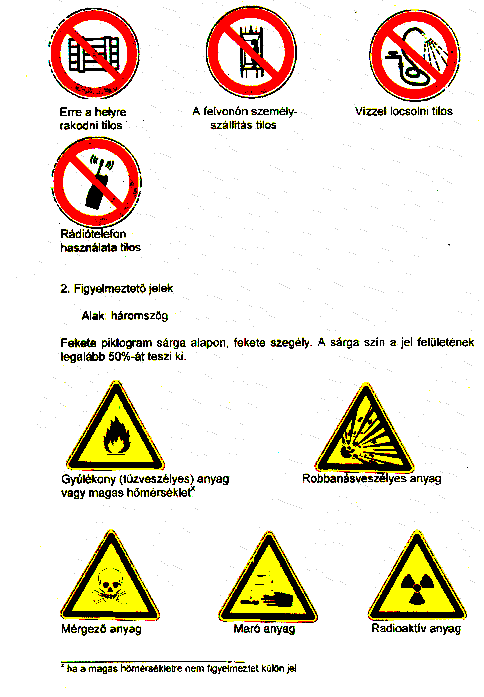 Erre a helyre
rakodni tilos
A felvonón személy-
szállítás tilos
Vízzel locsolni tilos
Rádiótelefon
használata tilos
2. Figyelmeztető jelek
Alak háromszög
Fekete piktogram sárga alapon, fekete szegély. A sárga szín a jel felületének
legalább 50%-át teszi ki.
Gyúlékony (tűzveszélyes) anyag
vagy magas hőmérsékletˣ
Robbanásveszélyes anyag
Mérgező anyag
Maró anyag
Radioaktív anyag
ˣ ha a magas hőmérsékletre nem figyelmeztet külön jel